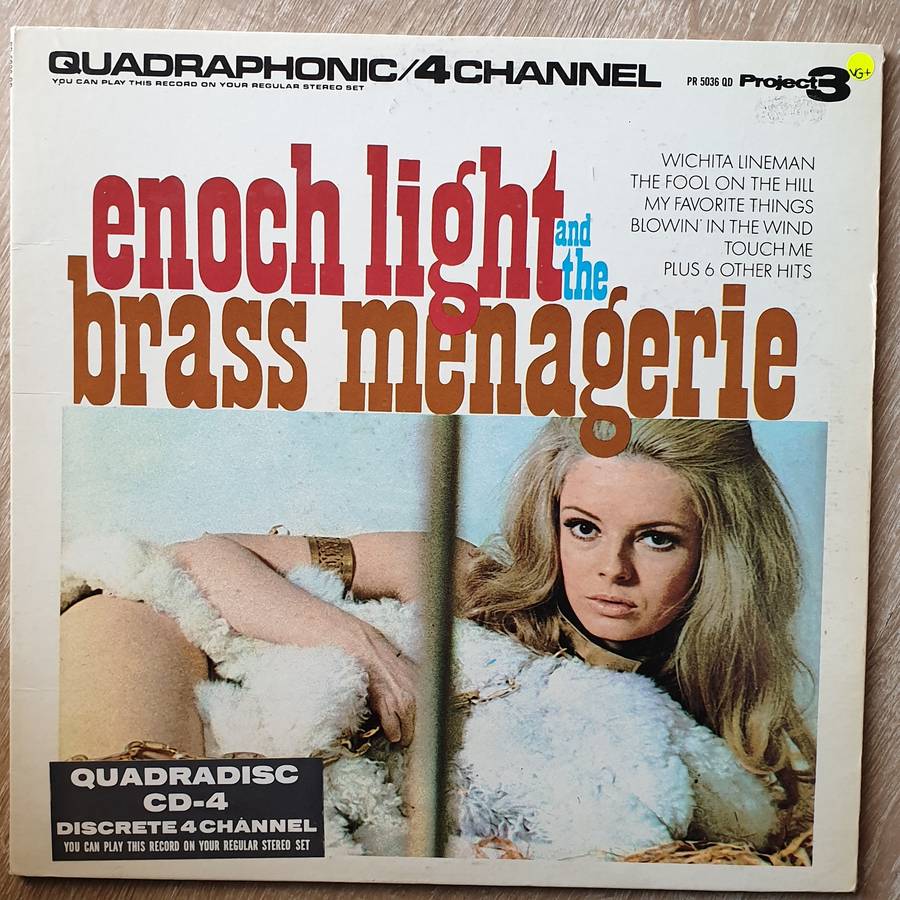 QUADRAPHONIC/4 CHANNEL
YOU CAN PLAY THIS RECORD ON YOUR REGULAR STEREO SET
PR 5036 QD Project 3
VG+
WICHITA LINEMAN
THE FOOL ON THE HILL
MY FAVORITE THINGS
BLOWIN' IN THE WIND
TOUCH ME
PLUS 6 OTHER HITS
enoch light and the
brass menagerie
QUADRADISC
CD-4
DISCRETE 4 CHANNEL
YOU CAN PLAY THIS RECORD ON YOUR REGULAR STEREO SET